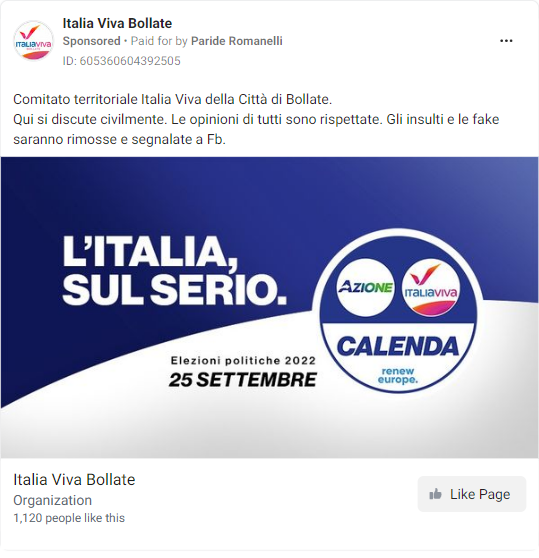 Italia Viva Bollate
Sponsored • Paid for by Paride Romanelli
ID: 605360604392505
Comitato territoriale Italia Viva della Città di Bollate.
Qui si discute civilmente. Le opinioni di tutti sono rispettate. Gli insulti e le fake
saranno rimosse e segnalate a Fb.
L'ITALIA,
SUL SERIO.
Elezioni politiche 2022
25 SETTEMBRE
AZIONE
ITALIAVIVA
CALENDA
renew
europe.
Italia Viva Bollate
Organization
1,120 people like this
Like Page